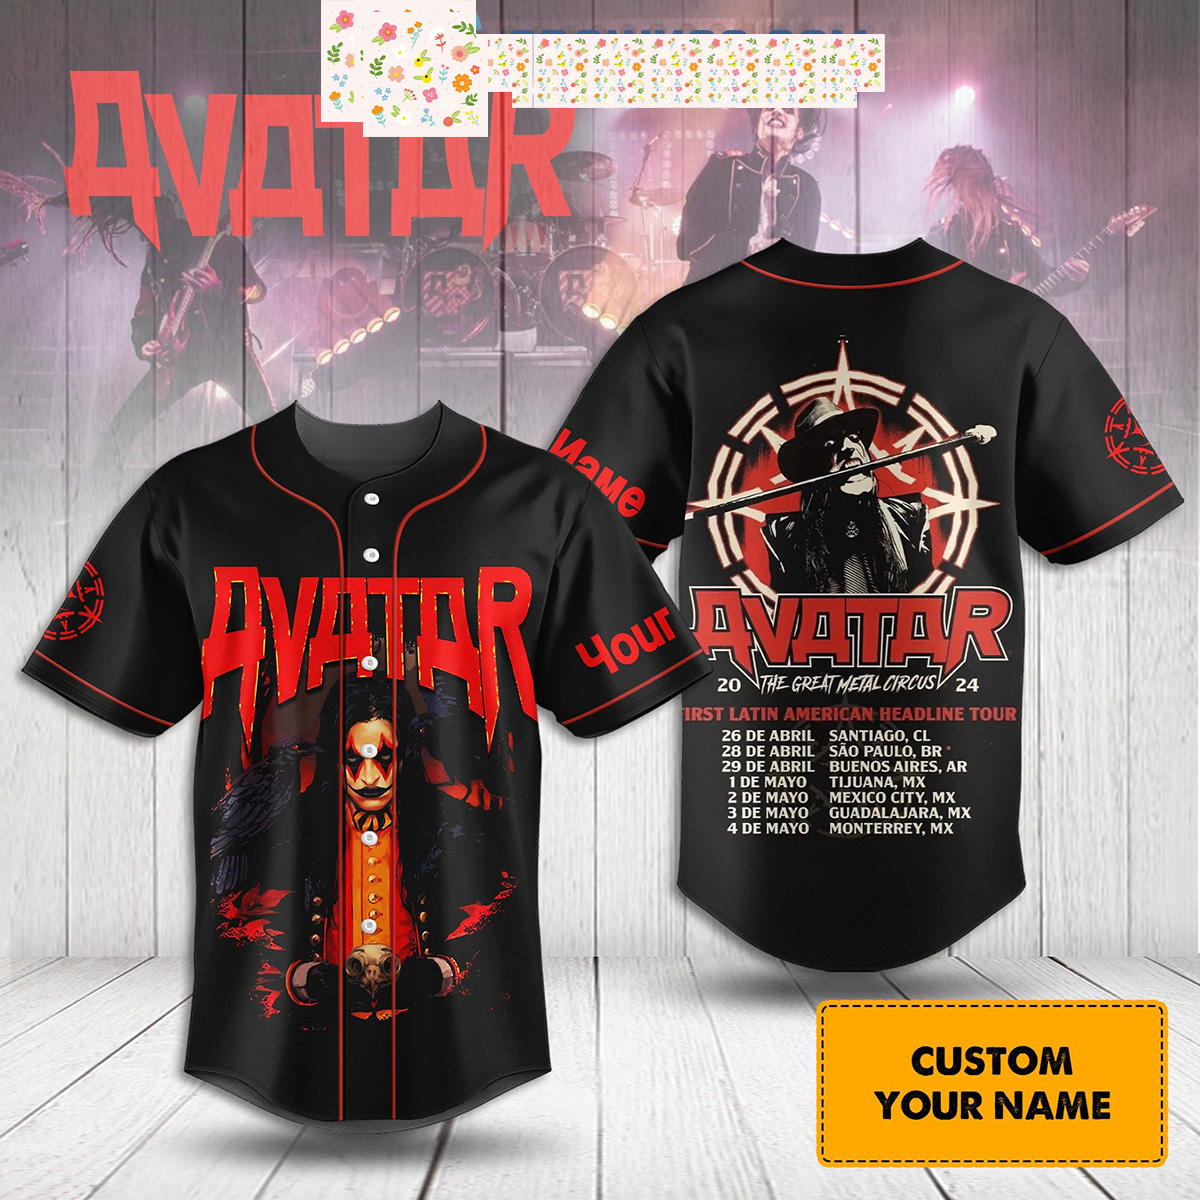 AVATAR
Name
AVATAR
Your
AVATAR
20 THE GREAT METAL CIRCUS 24
FIRST LATIN AMERICAN HEADLINE TOUR
26 DE ABRIL SANTIAGO, CL
28 DE ABRIL SÃO PAULO, BR *
29 DE ABRIL BUENOS AIRES, AR
1 DE MAYO TIJUANA, MX
2 DE MAYO MEXICO CITY, MX
3 DE MAYO GUADALAJARA, MX
4 DE MAYO MONTERREY, MX
CUSTOM
YOUR NAME